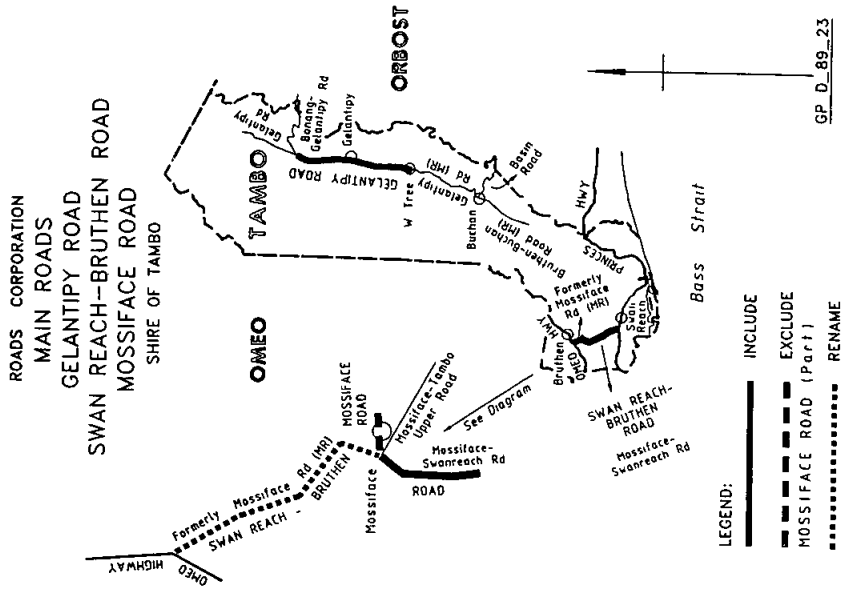 ROADS CORPORATION
MAIN ROADS
GELANTIPY ROAD
SWAN REACH-BRUTHEN ROAD
MOSSIFACE ROAD
SHIRE OF TAMBO
OMEO
TAMBO
ORBOST
Gelantipy
Rd
Bonang-
Gelantipy Rd
Gelantipy
GELANTIPY ROAD
W Tree
Gelantipy
Rd (MR)
Buchan
Basin
Road
Bruthen-Buchan
Road (MR)
PRINCES
HWY
Formerly
Mossiface
Rd (MR)
Bruthen
OMEO
HWY
Swan
Reach
Bass Strait
SWAN REACH-
BRUTHEN
ROAD
Mossiface-
Swanreach Rd
See Diagram
OMEO
HIGHWAY
Formerly Mossiface Rd (MR)
SWAN REACH - BRUTHEN
ROAD
MOSSIFACE
ROAD
Mossiface
Mossiface-Tambo
Upper Road
Mossiface-
Swanreach Rd
LEGEND:
INCLUDE
EXCLUDE
MOSSIFACE ROAD (Part)
RENAME
GP D_89_23